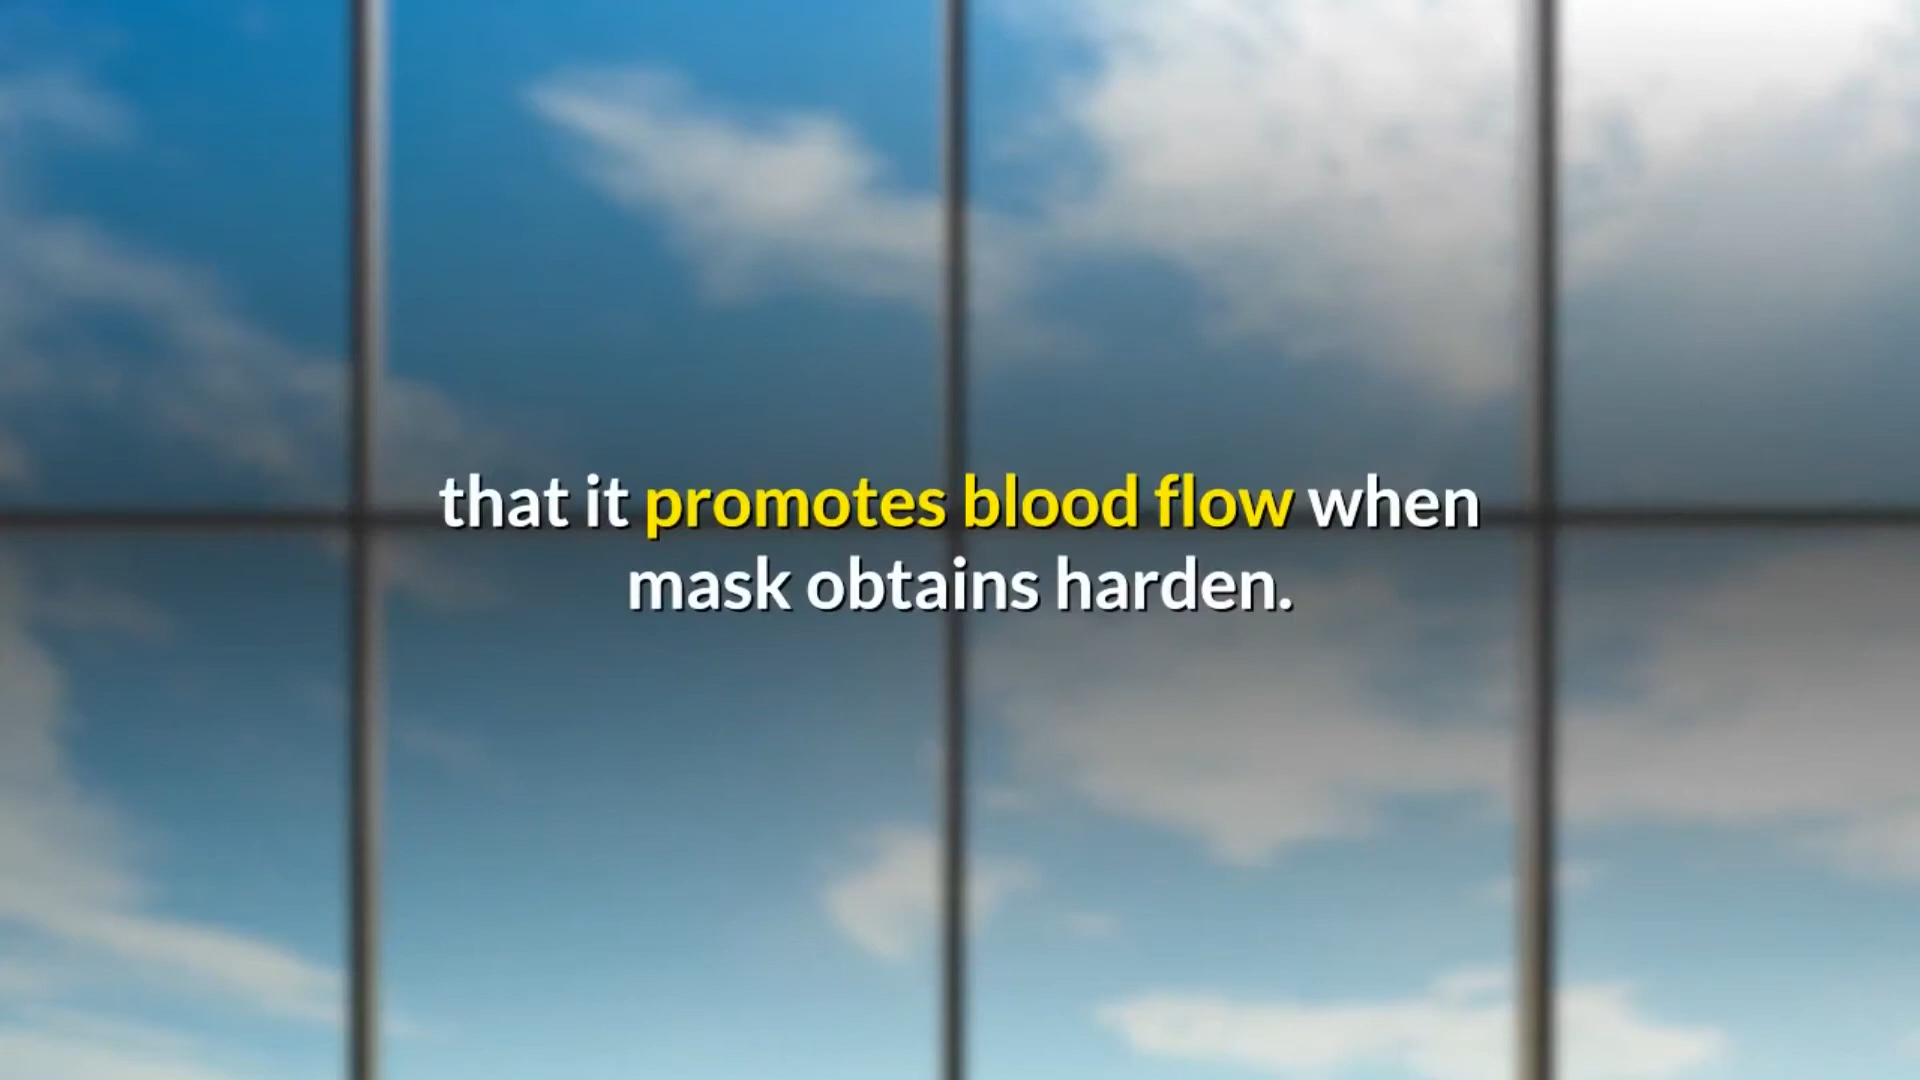 that it promotes blood flow when
mask obtains harden.